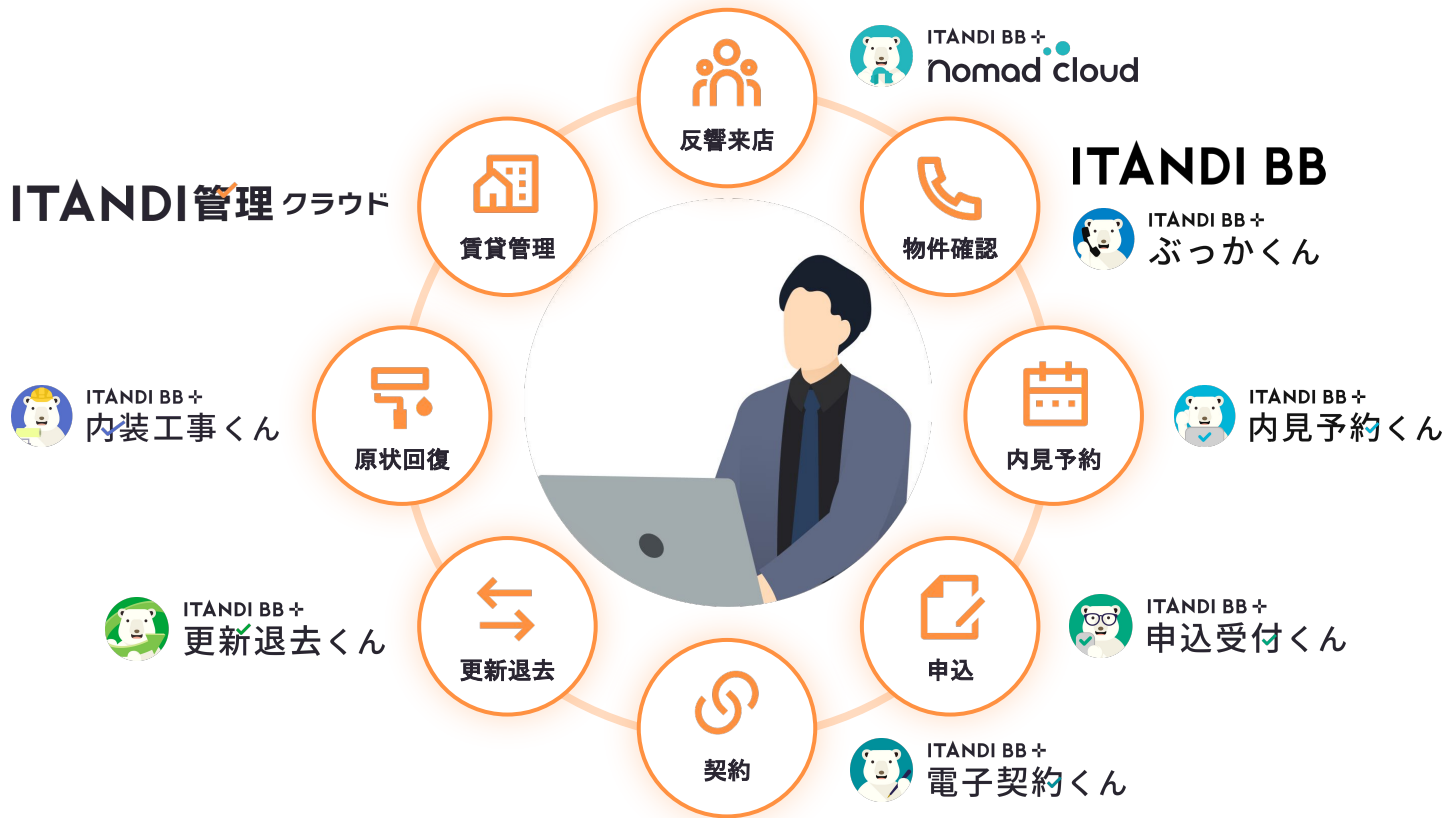 反響来店
ITANDI BB +
nomad cloud
物件確認
ITANDI BB
ITANDI BB +
ぶっかくん
内見予約
ITANDI BB +
内見予約くん
申込
ITANDI BB +
申込受付くん
契約
ITANDI BB +
電子契約くん
更新退去
ITANDI BB +
更新退去くん
原状回復
ITANDI BB +
内装工事くん
賃貸管理
ITANDI管理クラウド